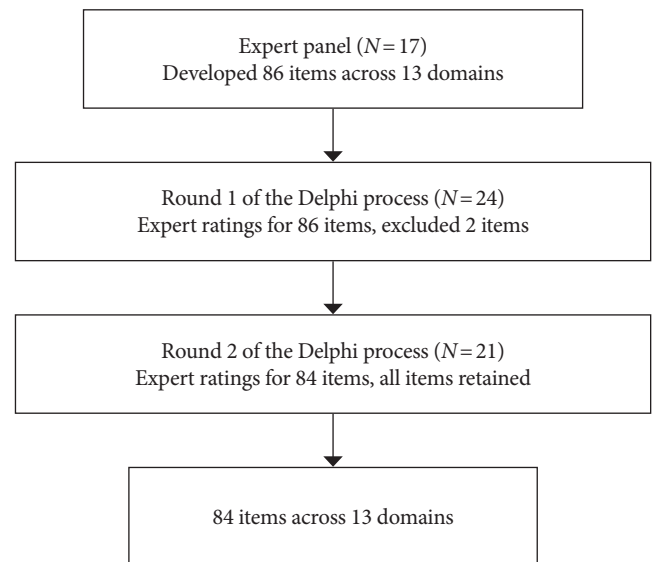 Expert panel (N=17)
Developed 86 items across 13 domains
Round 1 of the Delphi process (N=24)
Expert ratings for 86 items, excluded 2 items
Round 2 of the Delphi process (N=21)
Expert ratings for 84 items, all items retained
84 items across 13 domains